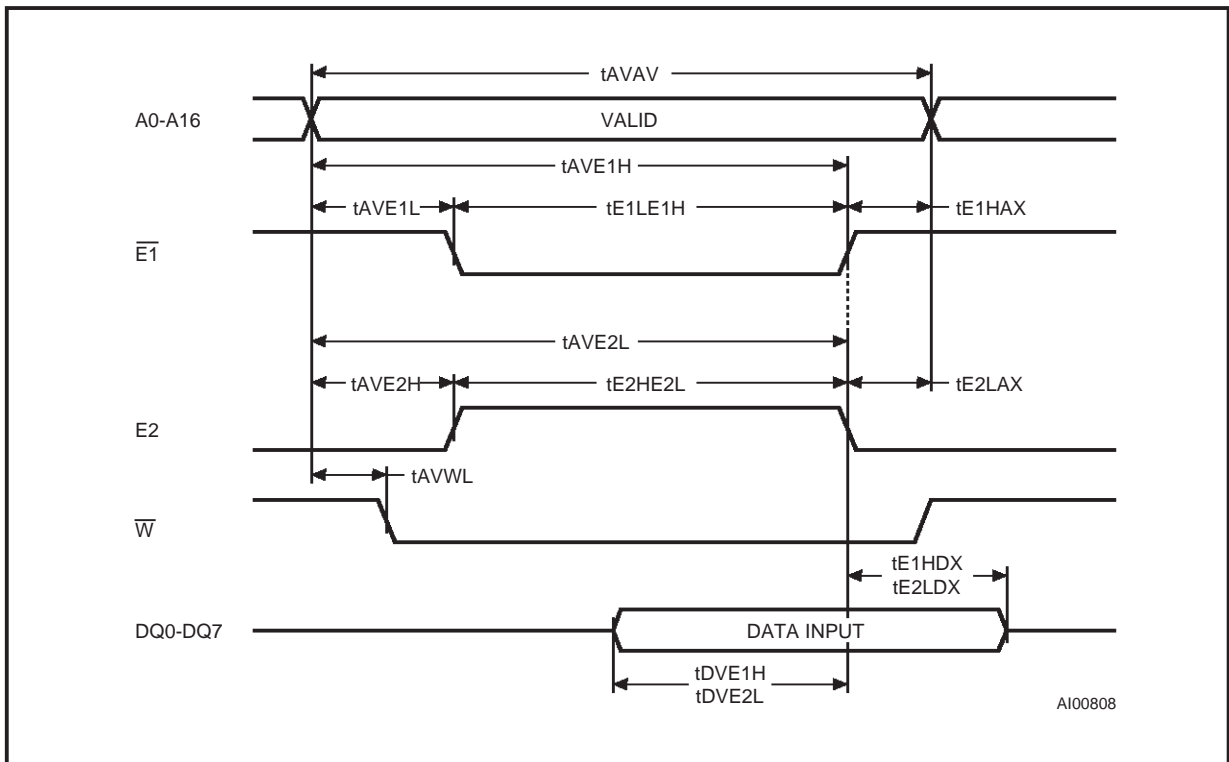 tAVAV
A0-A16
VALID
tAVE1H
tAVE1L
tE1LE1H
tE1HAX
E1
tAVE2L
tAVE2H
tE2HE2L
tE2LAX
E2
tAVWL
W
tE1HDX
tE2LDX
DQ0-DQ7
DATA INPUT
tDVE1H
tDVE2L
AI00808